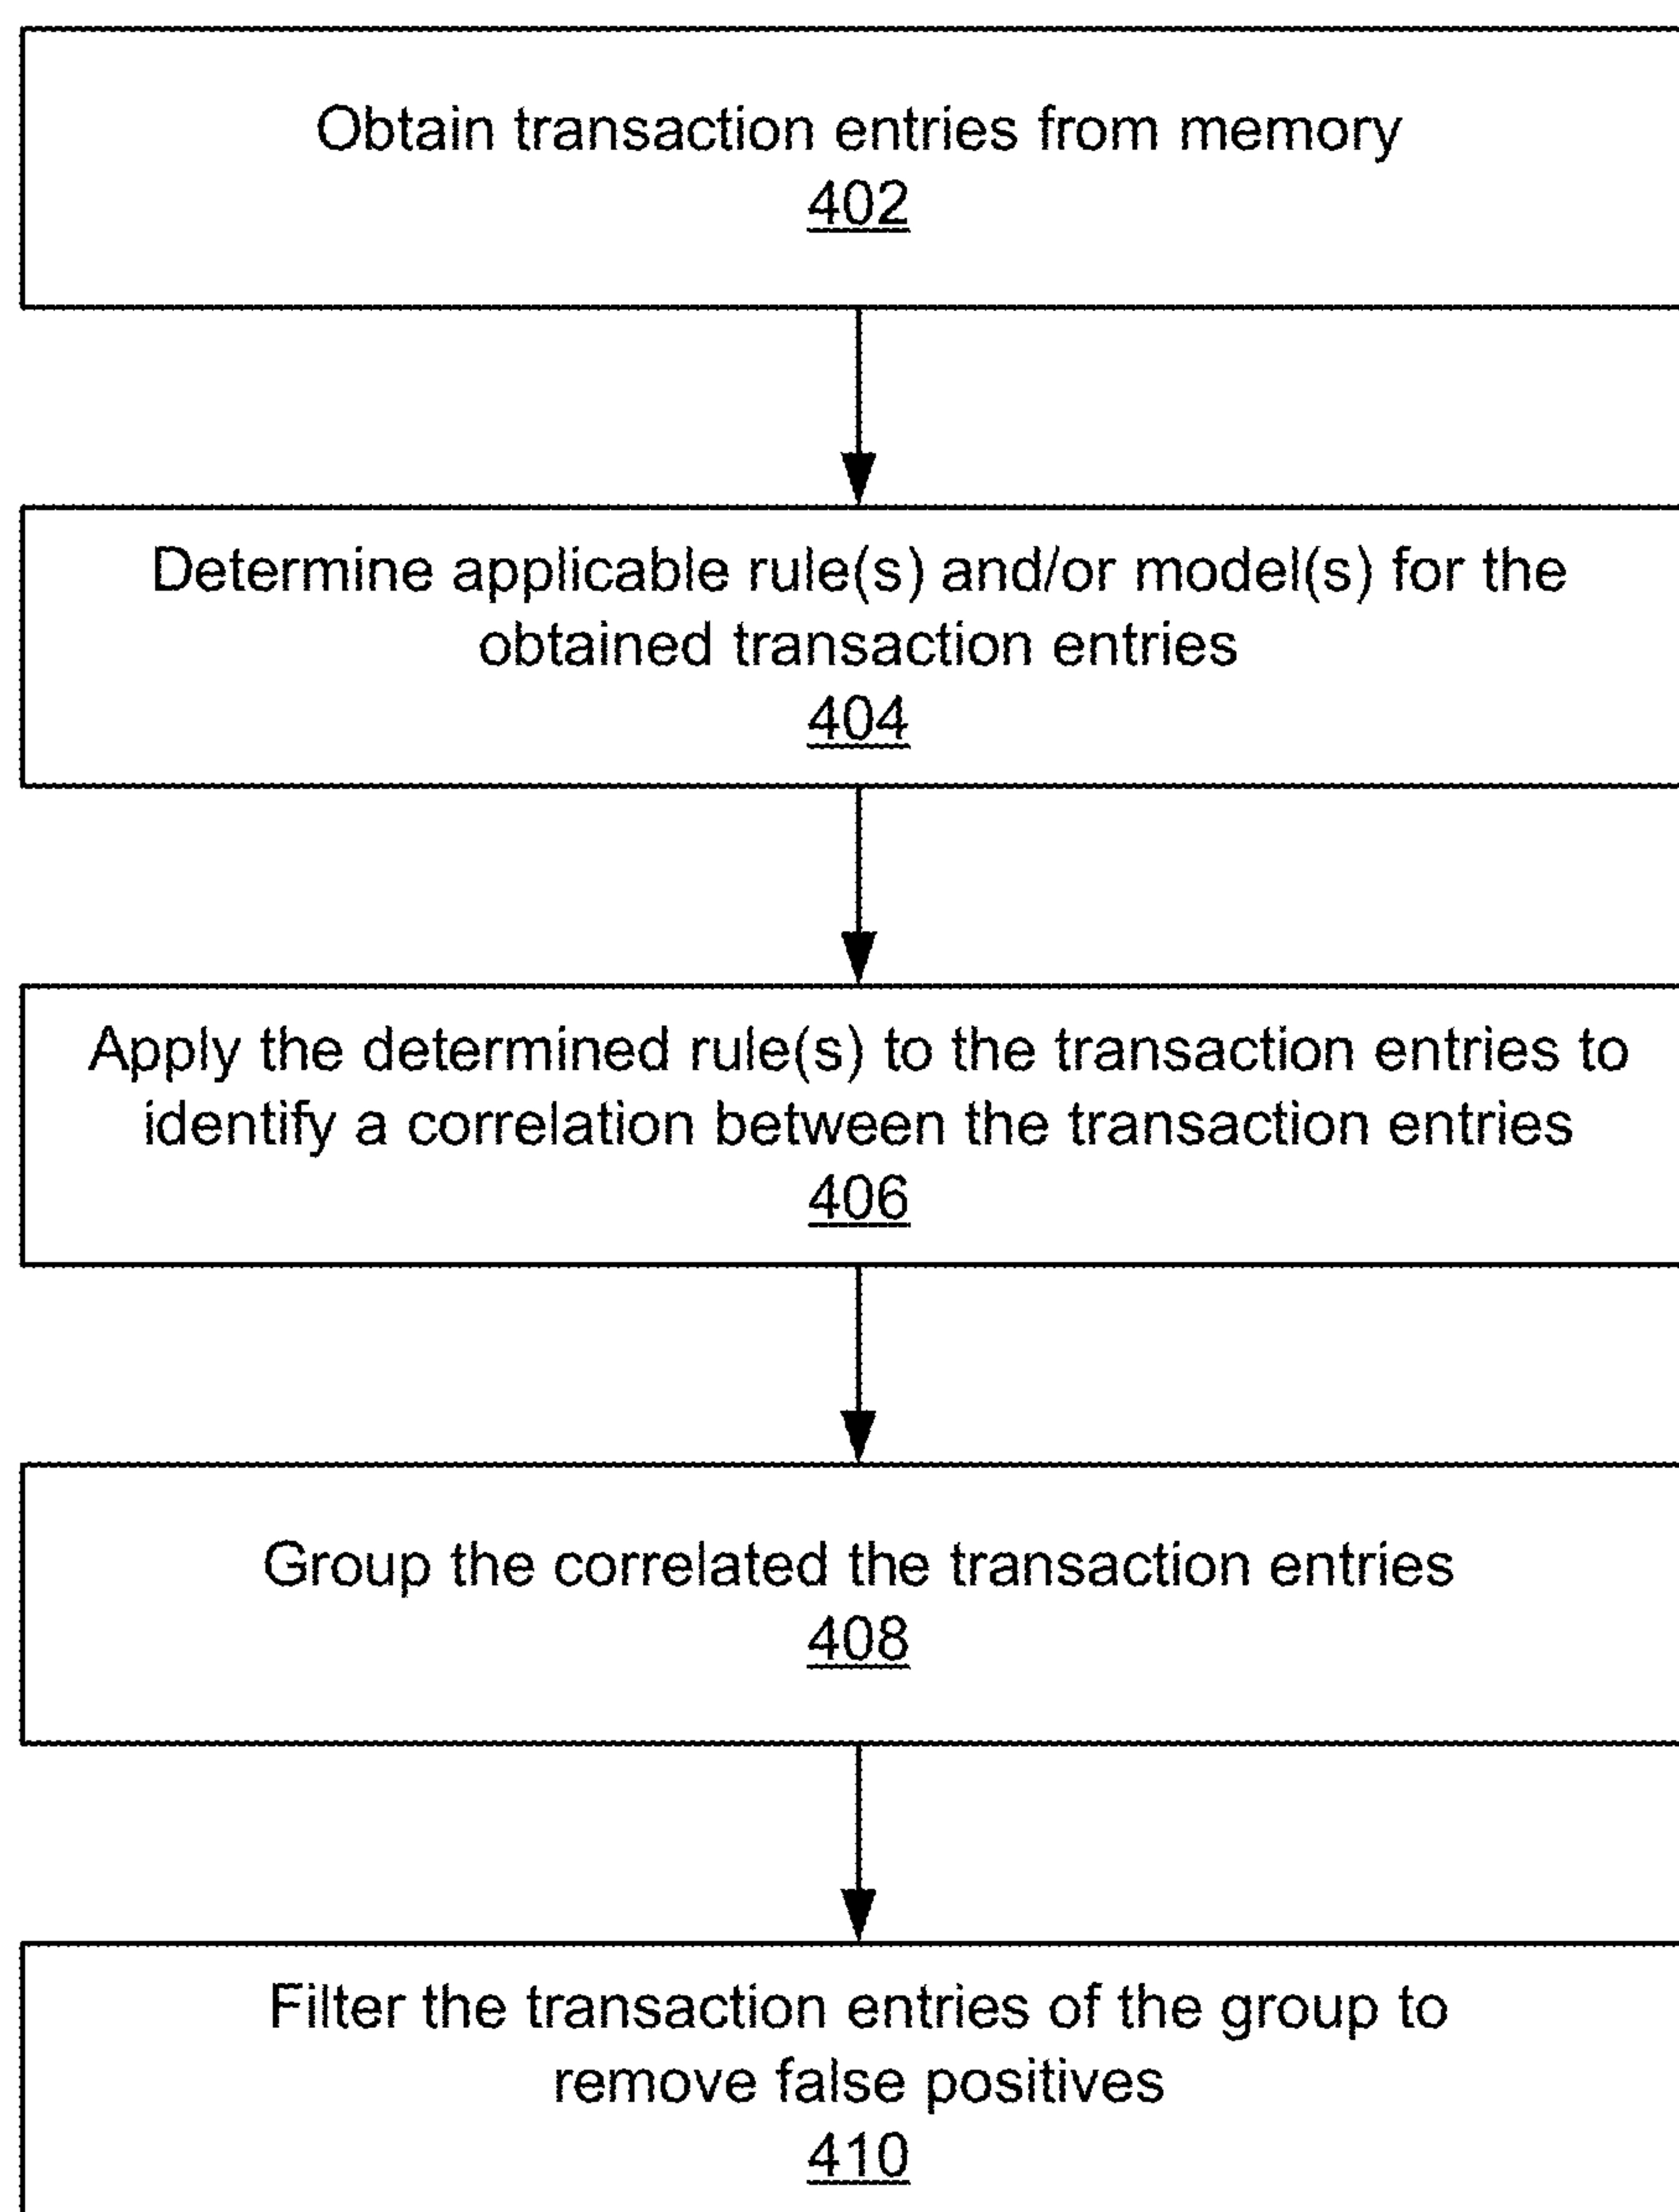 Obtain transaction entries from memory
402
Determine applicable rule(s) and/or model(s) for the
obtained transaction entries
404
Apply the determined rule(s) to the transaction entries to
identify a correlation between the transaction entries
406
Group the correlated the transaction entries
408
Filter the transaction entries of the group to
remove false positives
410